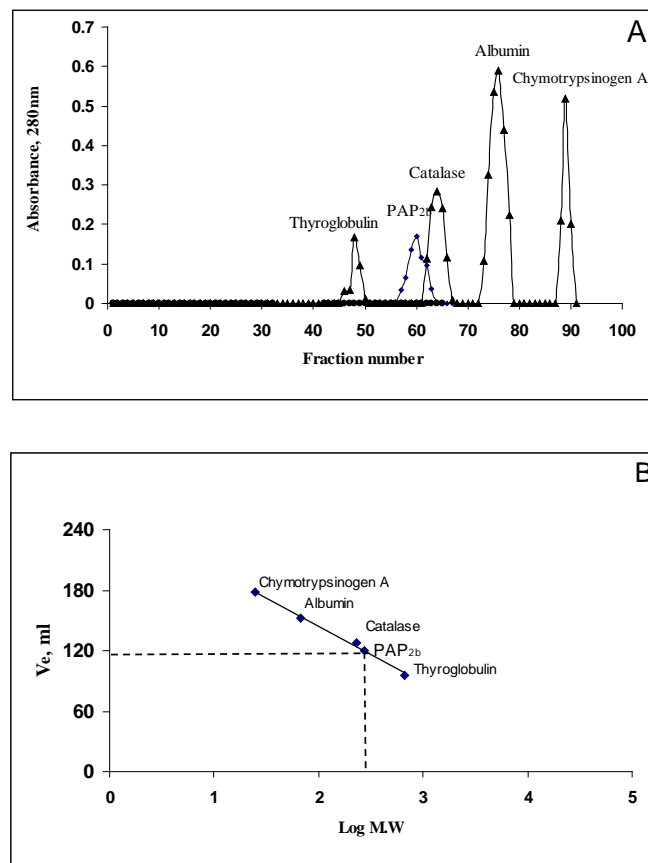 A
0.7
0.6
0.5
0.4
0.3
0.2
0.1
0
Absorbance, 280nm
Albumin
Chymotrypsinogen A
Catalase
PAP2b
Thyroglobulin
0 10 20 30 40 50 60 70 80 90 100
Fraction number
B
240
180
120
60
0
Ve, ml
Chymotrypsinogen A
Albumin
Catalase
PAP2b
Thyroglobulin
0 1 2 3 4 5
Log M.W